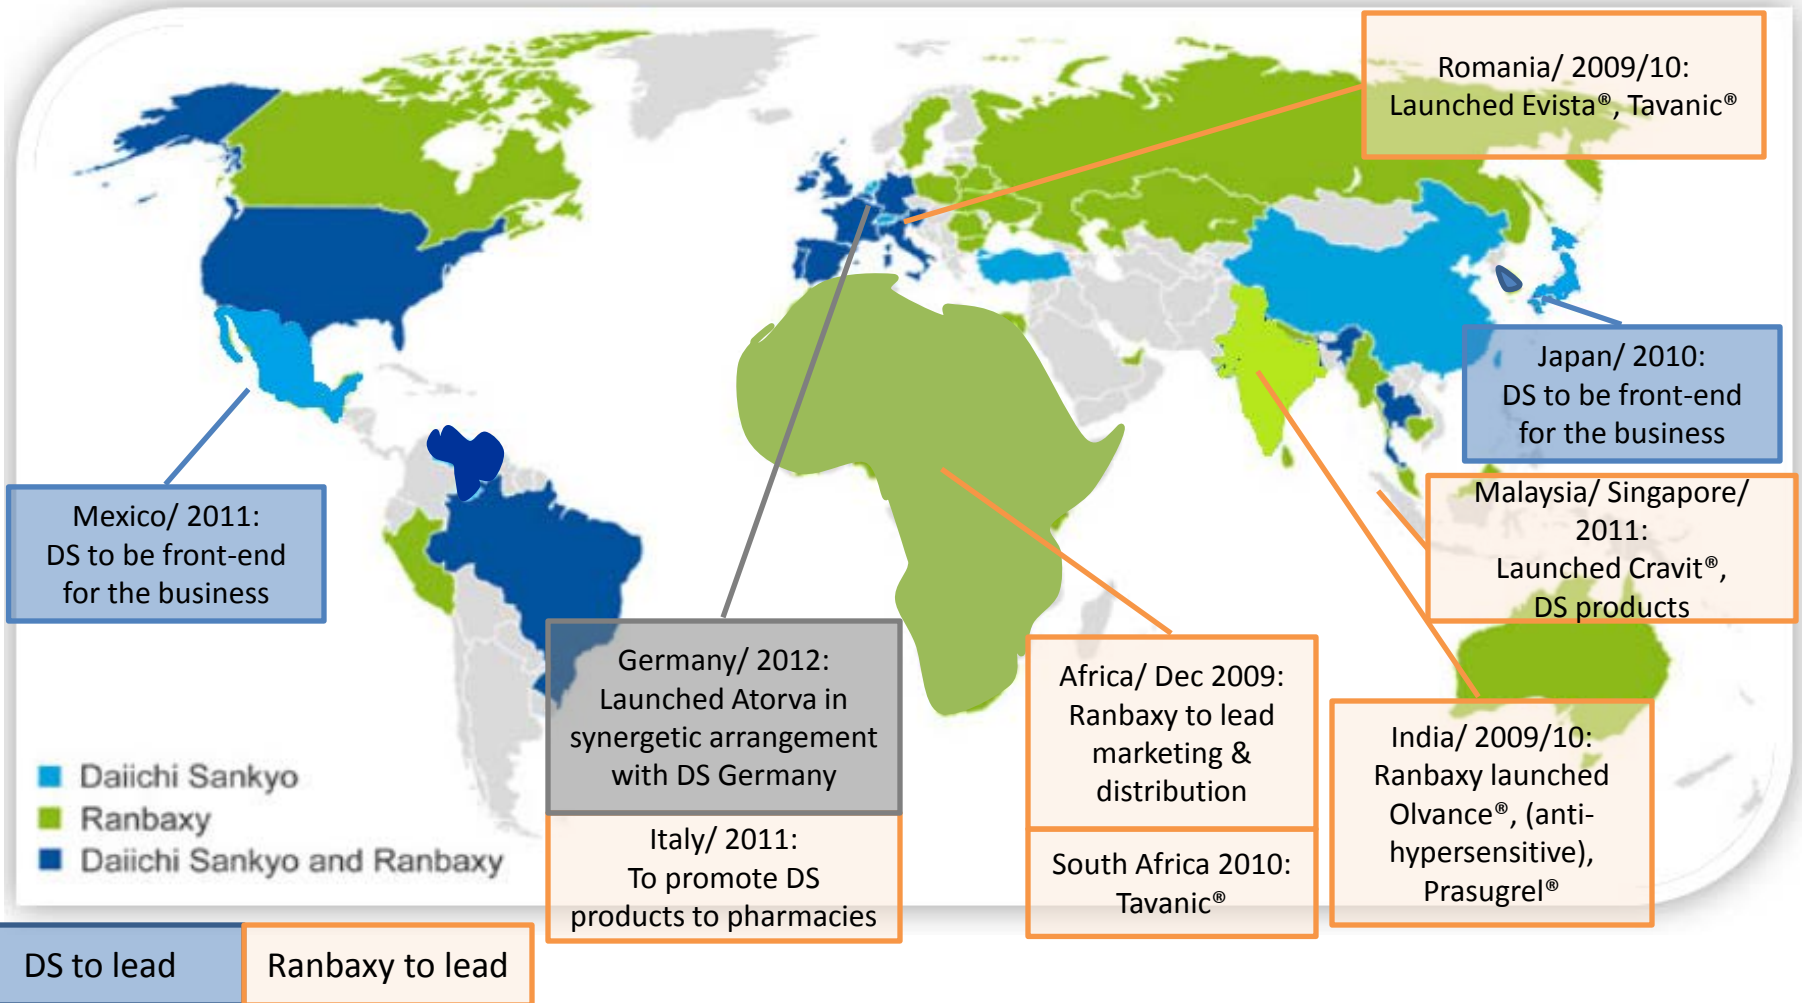 Romania/ 2009/10:
Launched Evista®, Tavanic®
Japan/ 2010:
DS to be front-end
for the business
Mexico/ 2011:
DS to be front-end
for the business
Malaysia/ Singapore/
2011:
Launched Cravit®,
DS products
Germany/ 2012:
Launched Atorva in
synergetic arrangement
with DS Germany
Italy/ 2011:
To promote DS
products to pharmacies
Africa/ Dec 2009:
Ranbaxy to lead
marketing &
distribution
South Africa 2010:
Tavanic®
India/ 2009/10:
Ranbaxy launched
Olvance®, (anti-
hypersensitive),
Prasugrel®
Daiichi Sankyo
Ranbaxy
Daiichi Sankyo and Ranbaxy
DS to lead
Ranbaxy to lead